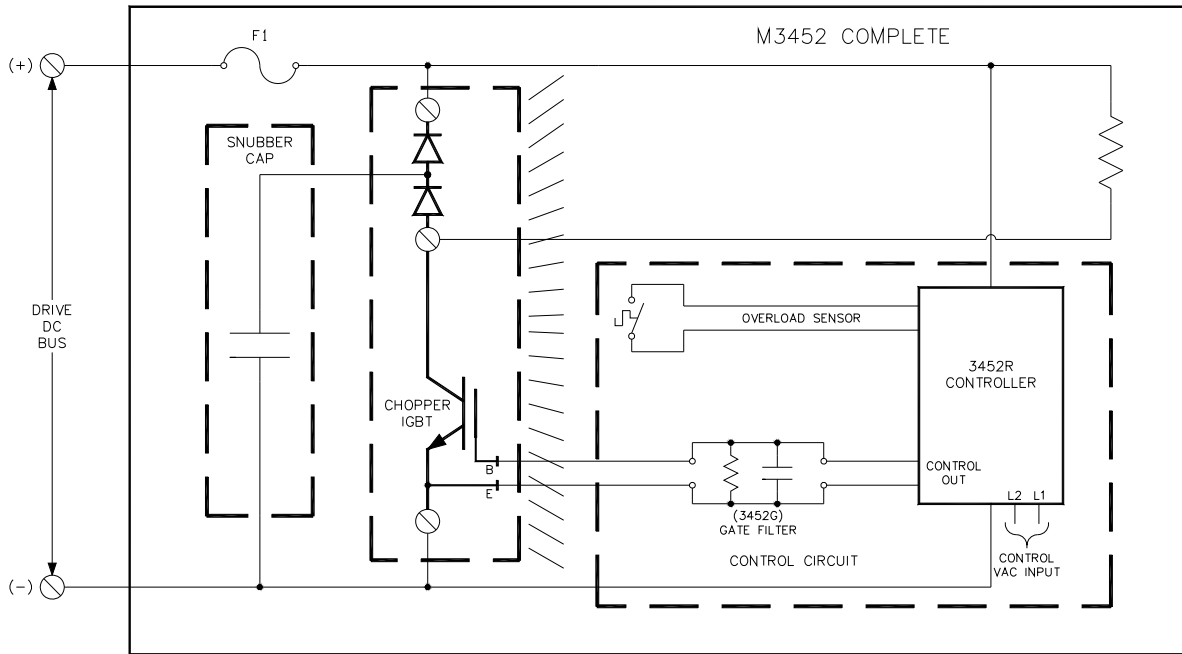 M3452 COMPLETE
F1
(+)
SNUBBER
CAP
DRIVE
DC
BUS
OVERLOAD SENSOR
3452R
CONTROLLER
CHOPPER
IGBT
B
E
CONTROL
OUT
L2 L1
(3452G)
GATE FILTER
CONTROL CIRCUIT
CONTROL
VAC INPUT
(-)